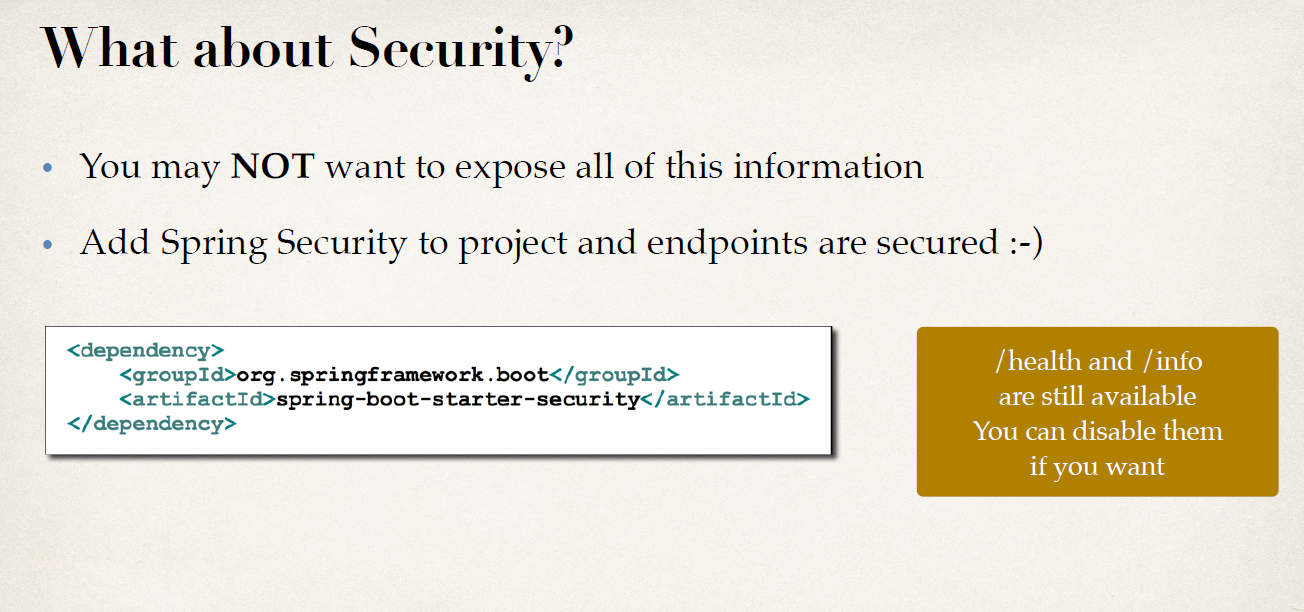 What about Security?
• You may NOT want to expose all of this information
• Add Spring Security to project and endpoints are secured :-)
<dependency>
    <groupId>org.springframework.boot</groupId>
    <artifactId>spring-boot-starter-security</artifactId>
</dependency>
/health and /info
are still available
You can disable them
if you want